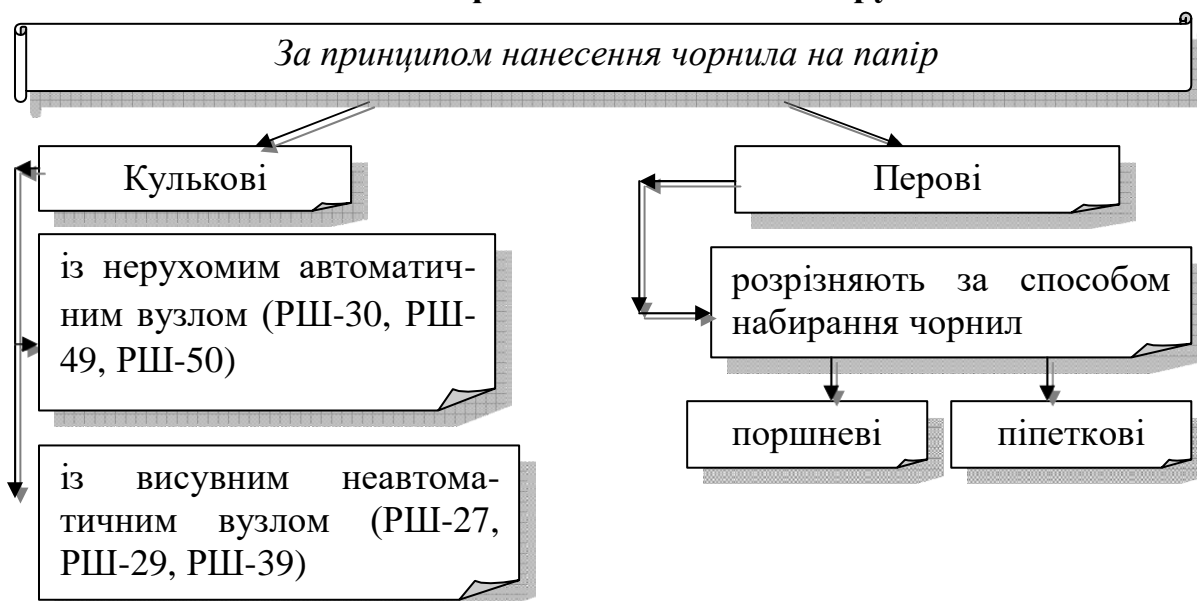 За принципом нанесення чорнила на папір
Кулькові
Перові
із нерухомим автоматич-
ним вузлом (РШ-30, РШ-
49, РШ-50)
розрізняють за способом
набирання чорнил
поршневі
піпеткові
із висувним неавтома-
тичним вузлом (РШ-27,
РШ-29, РШ-39)